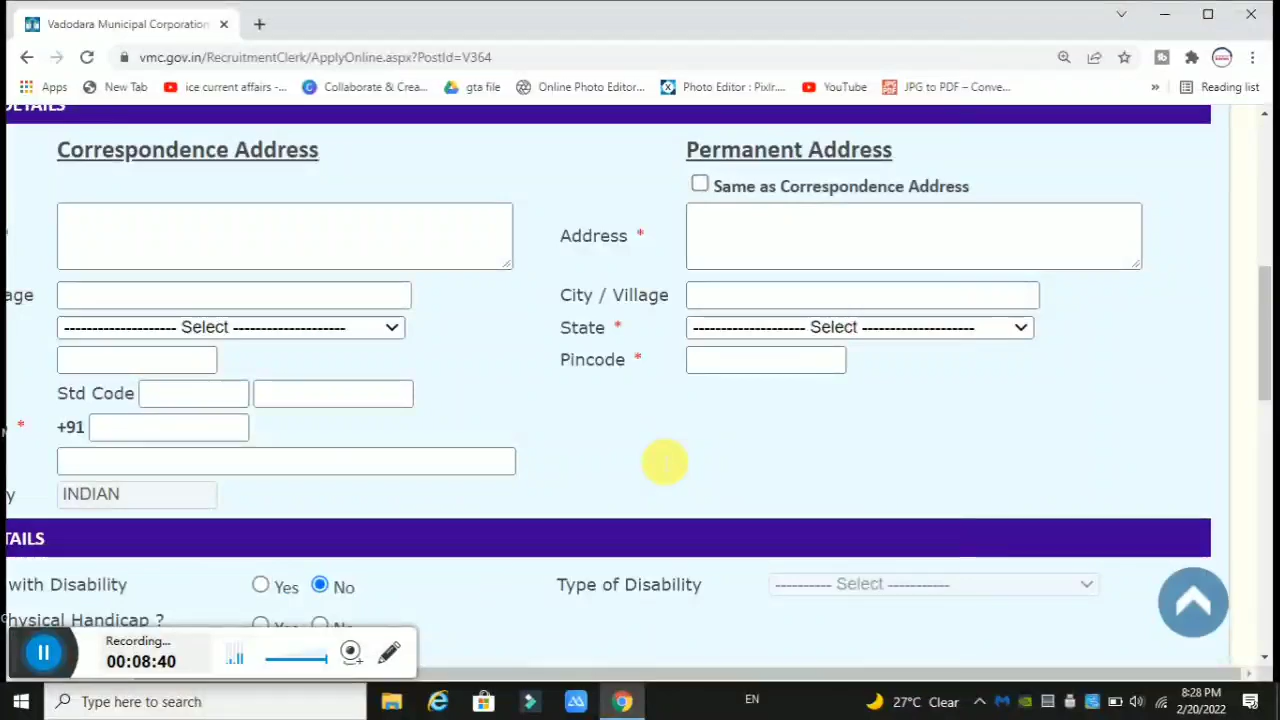 Vadodara Municipal Corporation
vmc.gov.in/RecruitmentClerk/ApplyOnline.aspx?PostId=V364
Apps New Tab ice current affairs -... Collaborate & Crea... gta file Online Photo Editor... Photo Editor : Pixlr... YouTube JPG to PDF – Conve... » Reading list
DETAILS
Correspondence Address Permanent Address
Same as Correspondence Address
Address *
age City / Village
-------------------- Select -------------------- State * -------------------- Select --------------------
Pincode *
Std Code
* +91
y INDIAN
TAILS
with Disability Yes No Type of Disability ---------- Select -----------
hysical Handicap ? Yes No
Recording...
00:08:40
Type here to search EN 27°C Clear 8:28 PM
2/20/2022